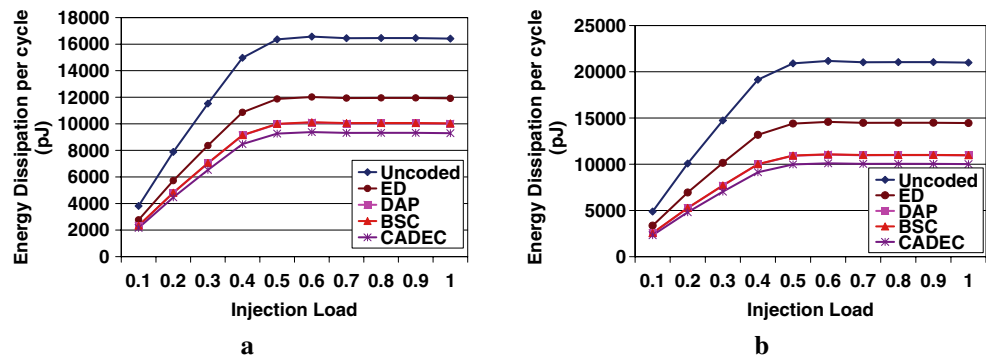 Energy Dissipation per cycle
(pJ)
18000
16000
14000
12000
10000
8000
6000
4000
2000
0
0.1 0.2 0.3 0.4 0.5 0.6 0.7 0.8 0.9 1
Injection Load
Uncoded
ED
DAP
BSC
CADEC
a
Energy Dissipation per cycle
(pJ)
25000
20000
15000
10000
5000
0
0.1 0.2 0.3 0.4 0.5 0.6 0.7 0.8 0.9 1
Injection Load
Uncoded
ED
DAP
BSC
CADEC
b